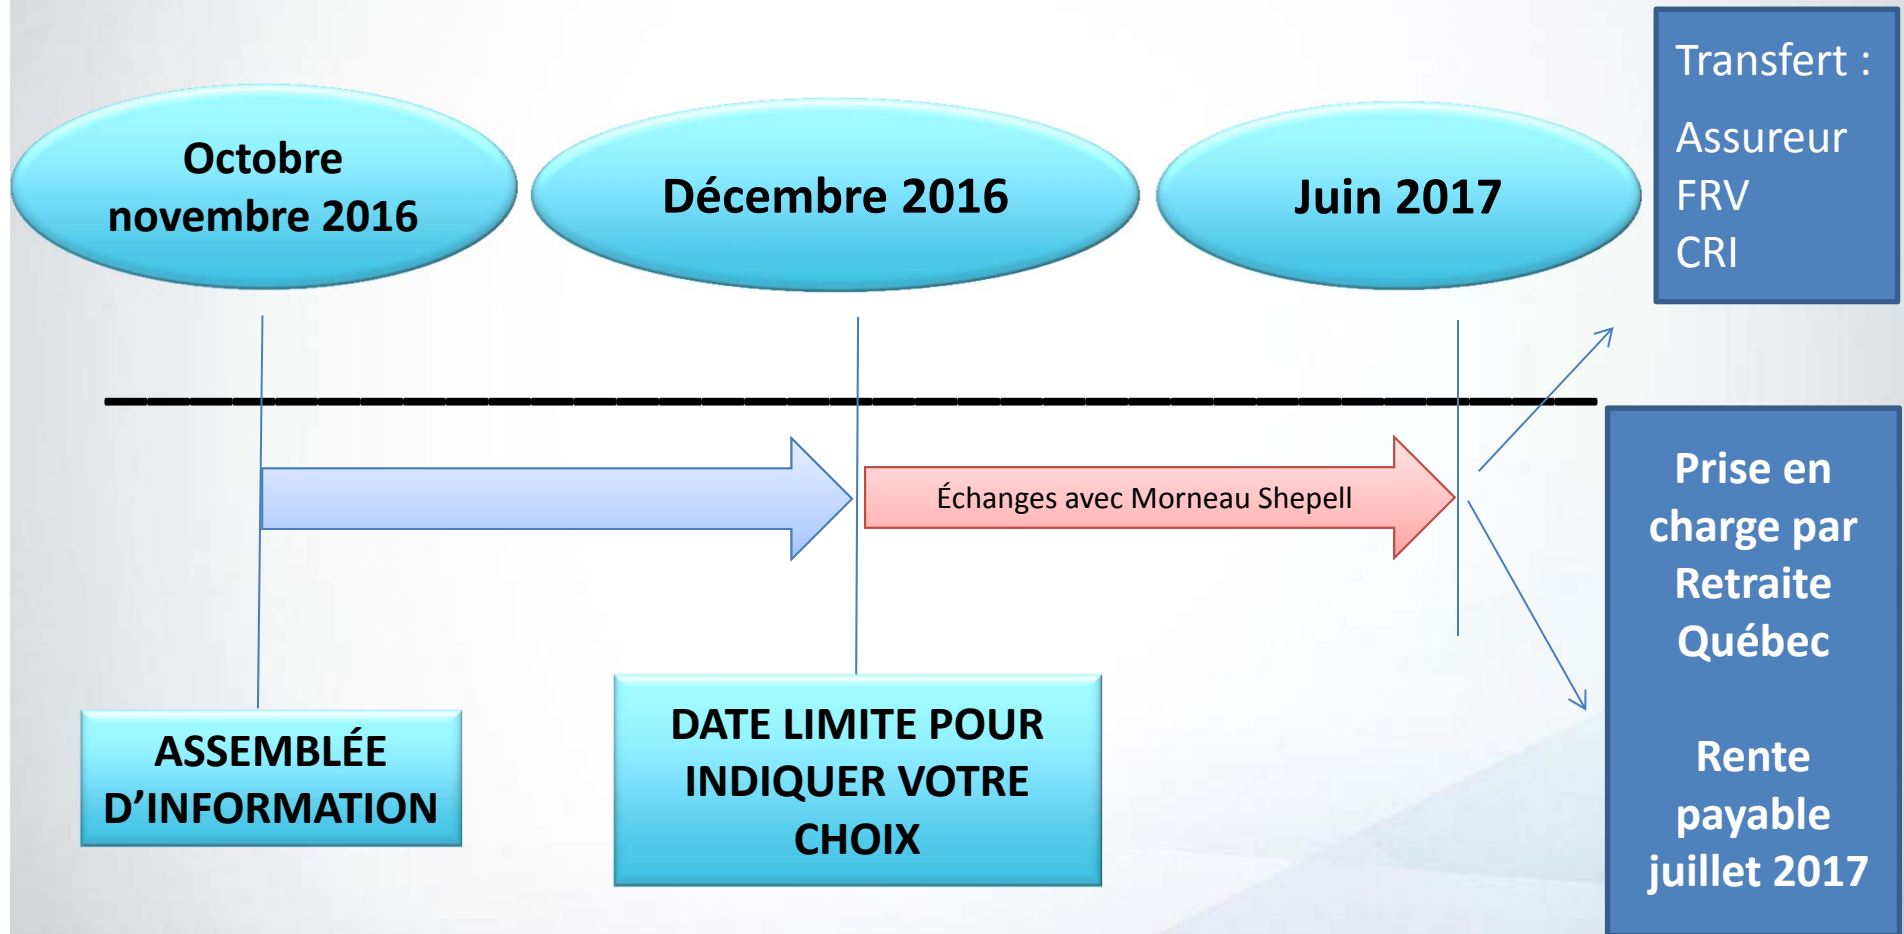 Octobre
novembre 2016
Décembre 2016
Juin 2017
Transfert :
Assureur
FRV
CRI
Échanges avec Morneau Shepell
ASSEMBLÉE
D’INFORMATION
DATE LIMITE POUR
INDIQUER VOTRE
CHOIX
Prise en
charge par
Retraite
Québec
Rente
payable
juillet 2017